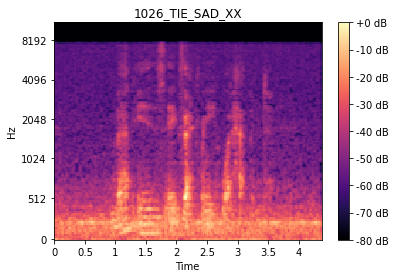 1026_TIE_SAD_XX
+0 dB
8192
-10 dB
4096
-20 dB
-30 dB
2048
Hz
-40 dB
1024
-50 dB
512
-60 dB
-70 dB
0
-80 dB
0 0.5 1 1.5 2 2.5 3 3.5 4
Time